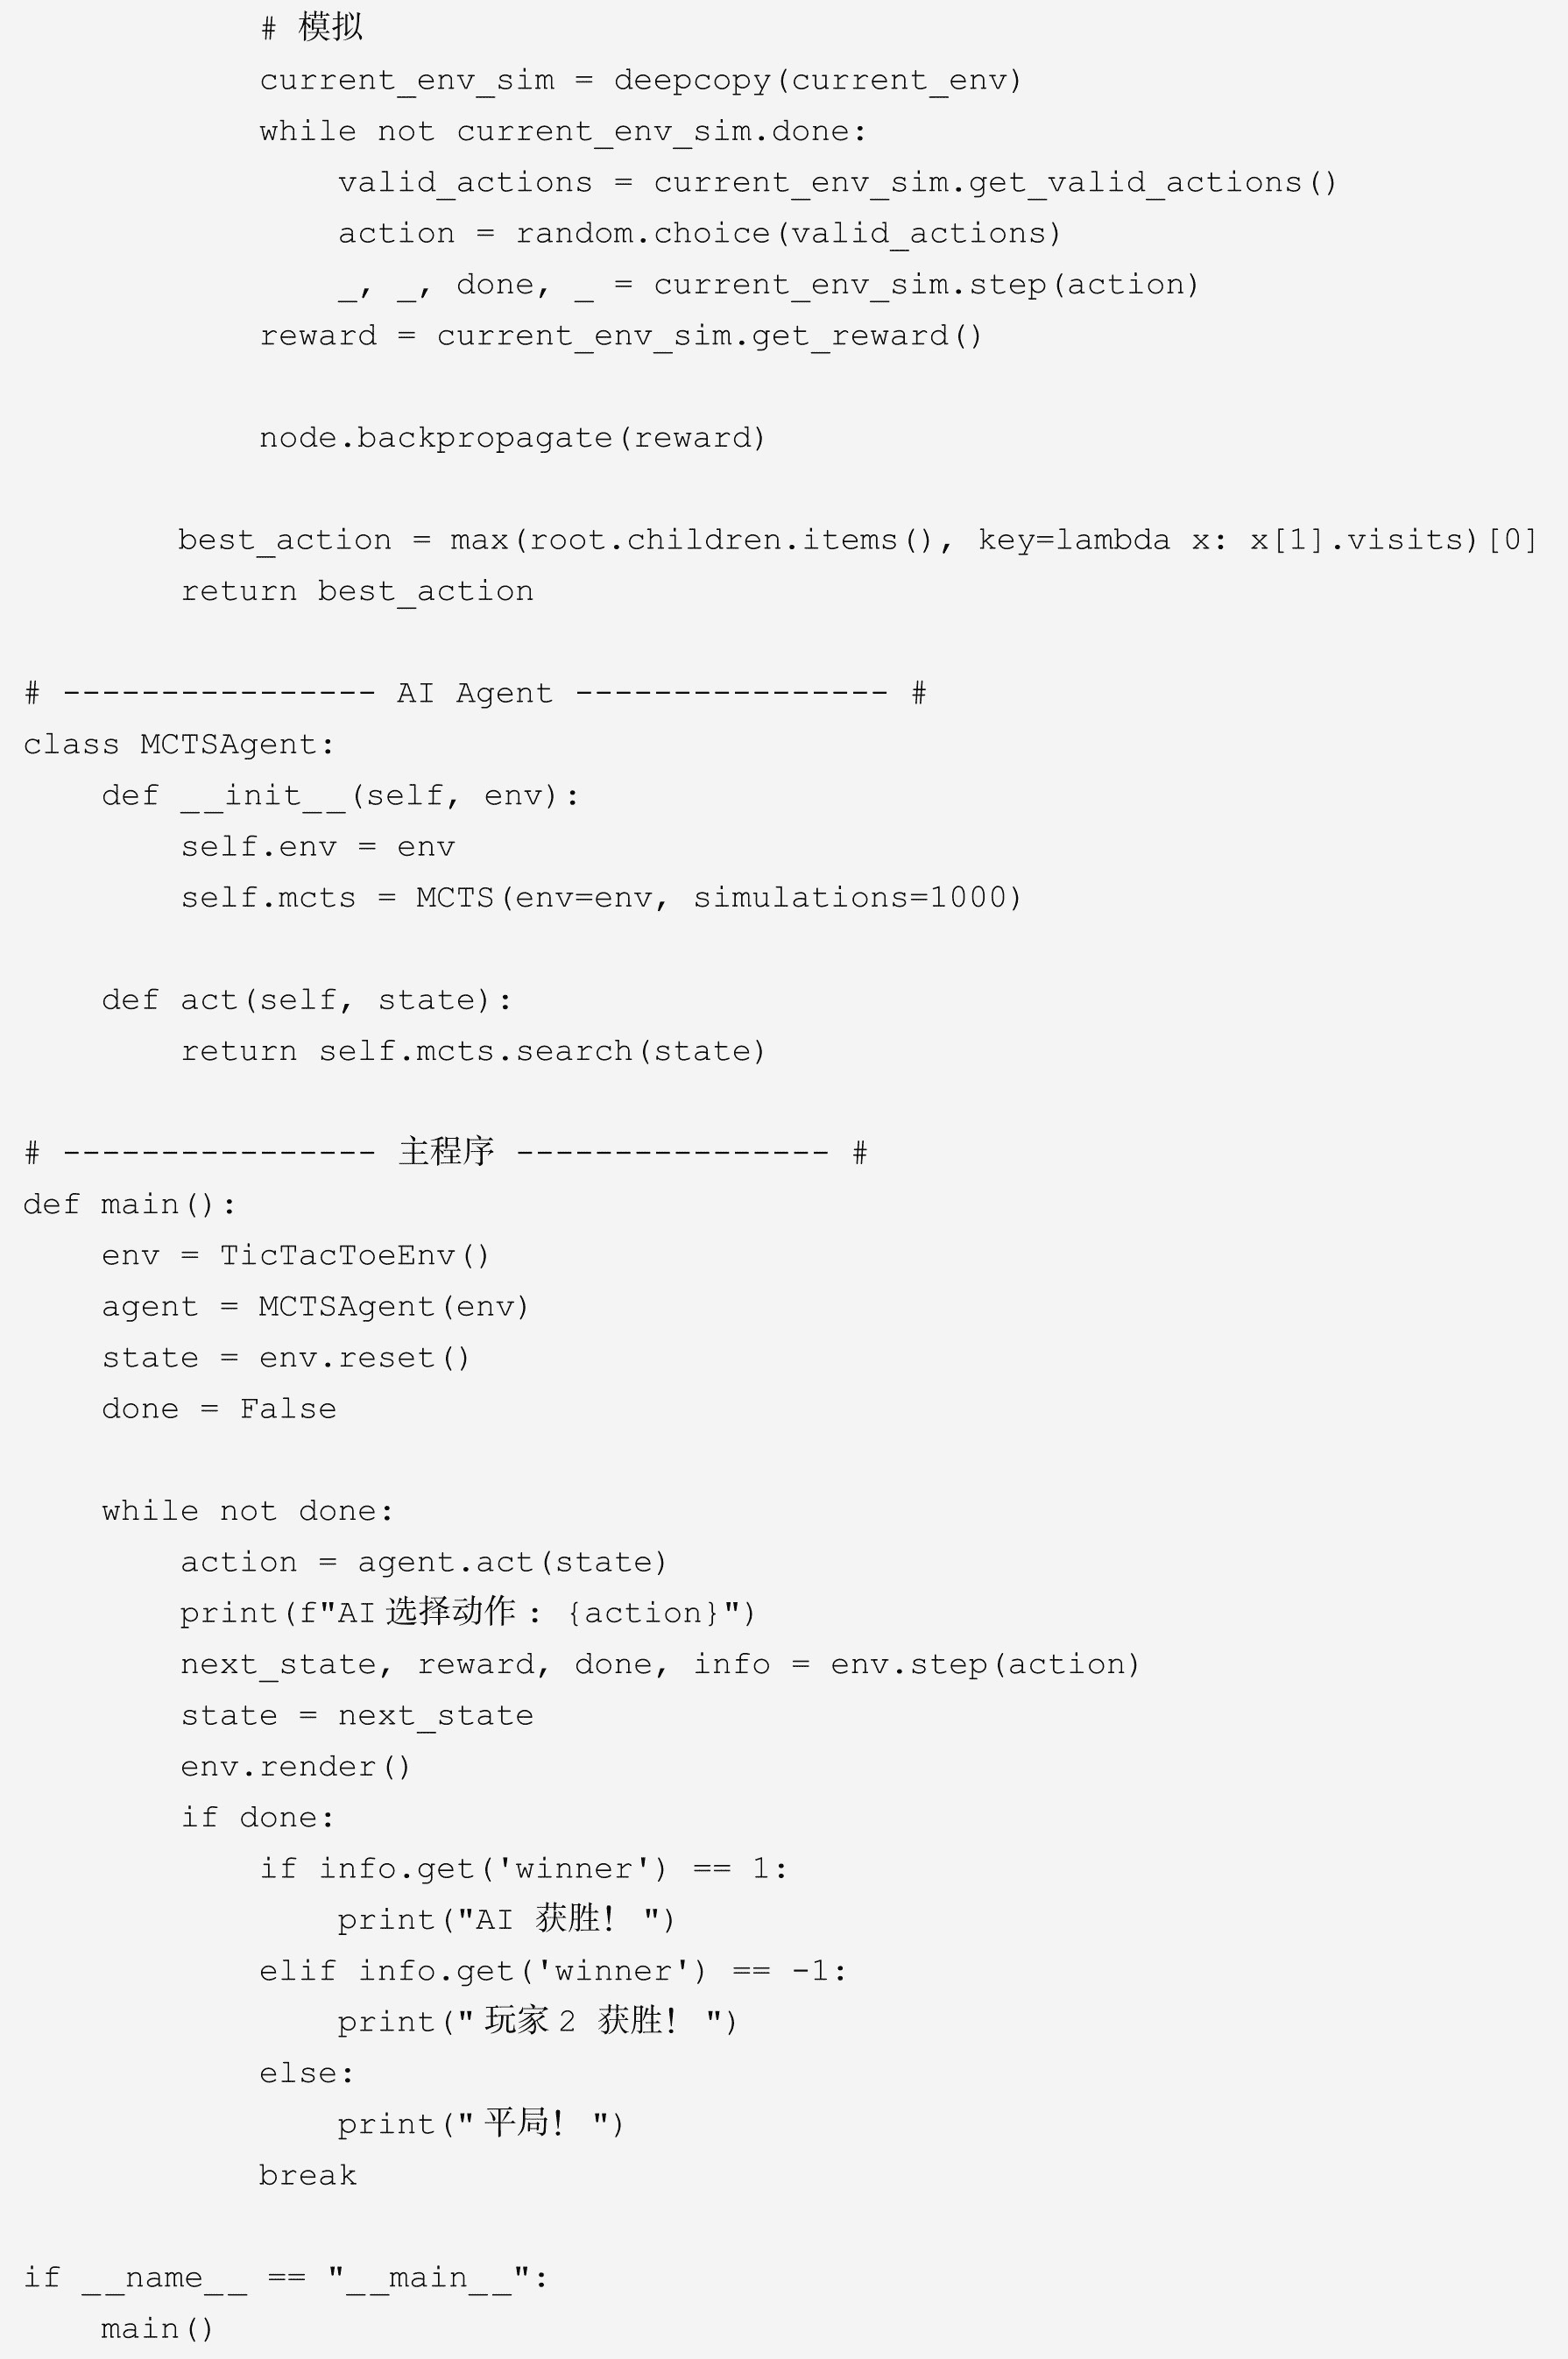 # 模拟
            current_env_sim = deepcopy(current_env)
            while not current_env_sim.done:
                valid_actions = current_env_sim.get_valid_actions()
                action = random.choice(valid_actions)
                _, _, done, _ = current_env_sim.step(action)
            reward = current_env_sim.get_reward()

            node.backpropagate(reward)

        best_action = max(root.children.items(), key=lambda x: x[1].visits)[0]
        return best_action

# ---------------- AI Agent ---------------- #
class MCTSAgent:
    def __init__(self, env):
        self.env = env
        self.mcts = MCTS(env=env, simulations=1000)

    def act(self, state):
        return self.mcts.search(state)

# ---------------- 主程序 ---------------- #
def main():
    env = TicTacToeEnv()
    agent = MCTSAgent(env)
    state = env.reset()
    done = False

    while not done:
        action = agent.act(state)
        print(f"AI选择动作: {action}")
        next_state, reward, done, info = env.step(action)
        state = next_state
        env.render()
        if done:
            if info.get('winner') == 1:
                print("AI 获胜！")
            elif info.get('winner') == -1:
                print("玩家2 获胜！")
            else:
                print("平局！")
            break

if __name__ == "__main__":
    main()